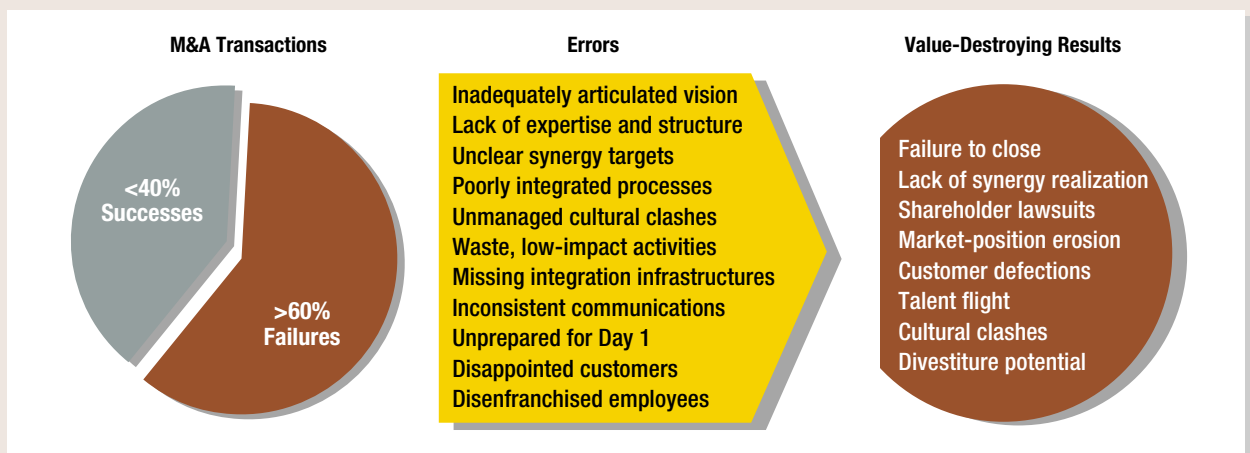 M&A Transactions
<40%
Successes
>60%
Failures
Errors
Inadequately articulated vision
Lack of expertise and structure
Unclear synergy targets
Poorly integrated processes
Unmanaged cultural clashes
Waste, low-impact activities
Missing integration infrastructures
Inconsistent communications
Unprepared for Day 1
Disappointed customers
Disenfranchised employees
Value-Destroying Results
Failure to close
Lack of synergy realization
Shareholder lawsuits
Market-position erosion
Customer defections
Talent flight
Cultural clashes
Divestiture potential